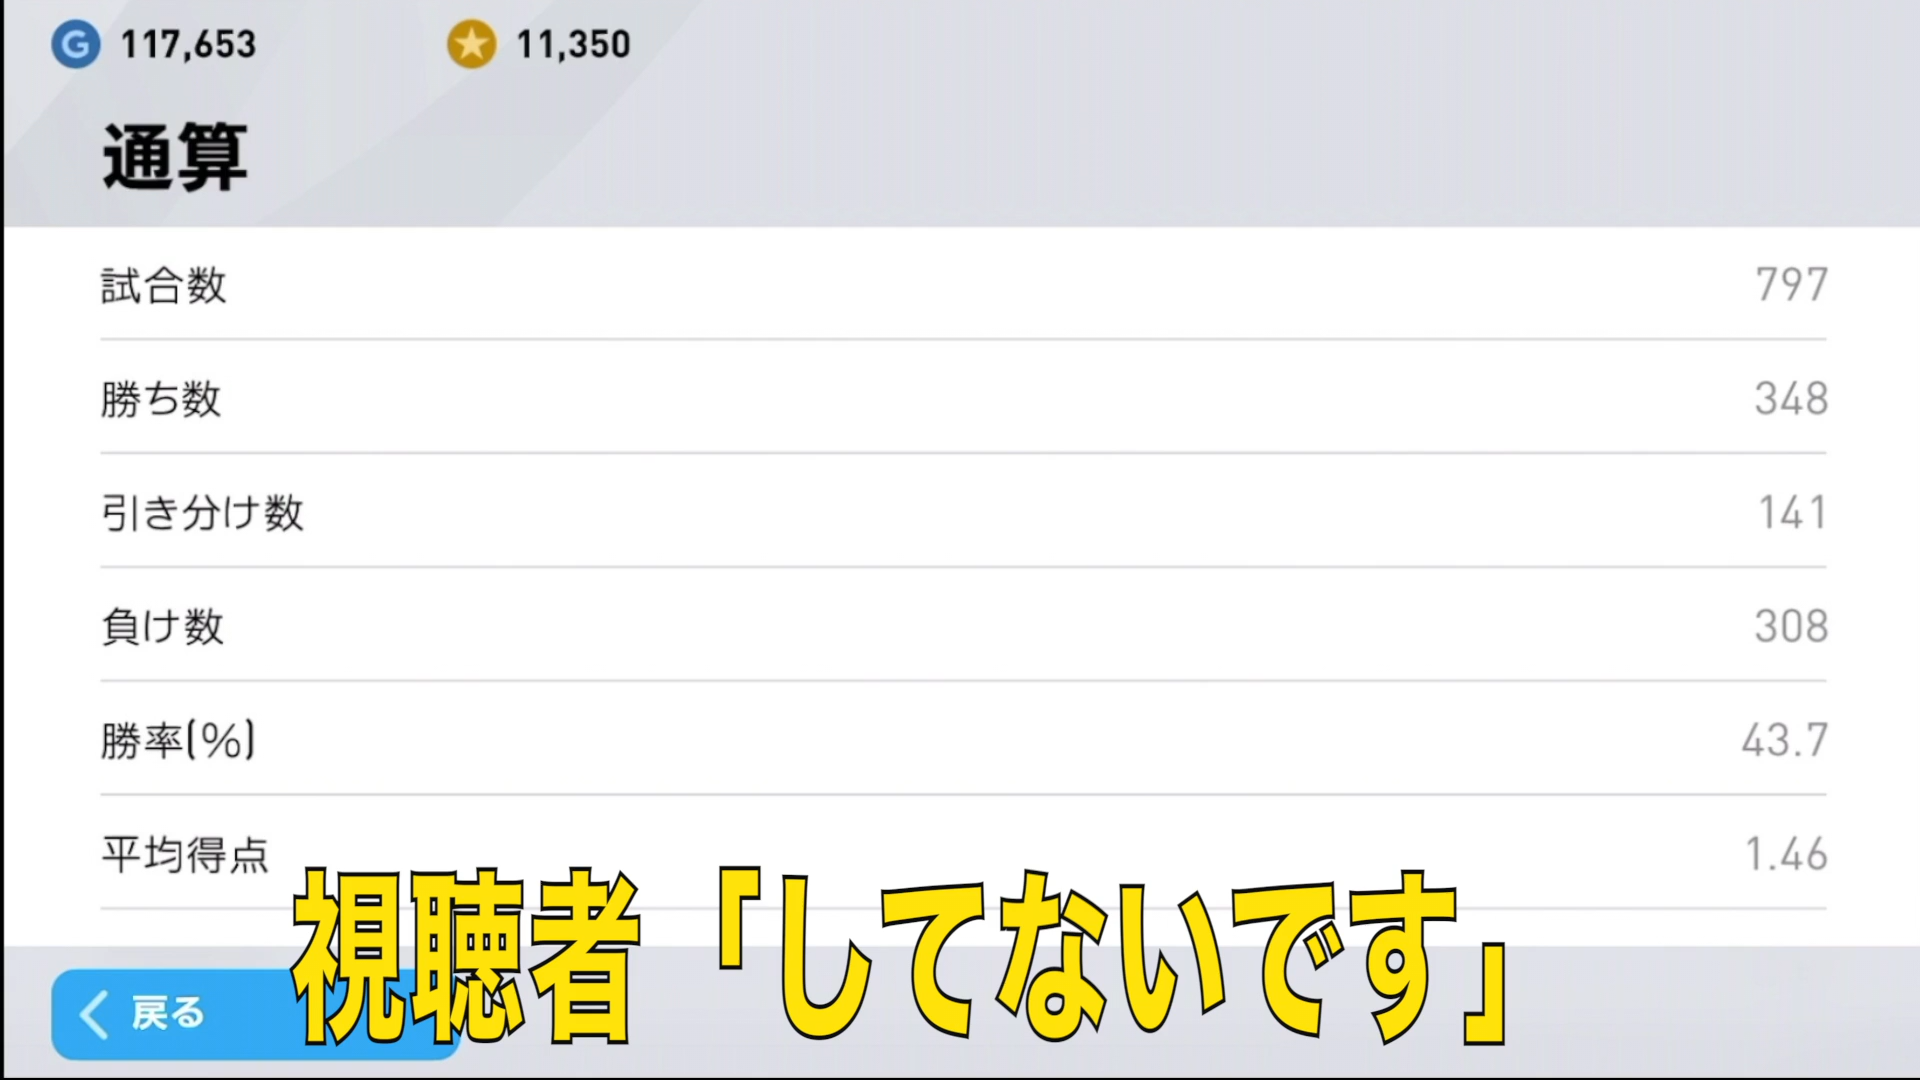 G 117,653 11,350
通算
試合数 797
勝ち数 348
引き分け数 141
負け数 308
勝率(%) 43.7
平均得点 1.46
視聴者「してないです」
戻る